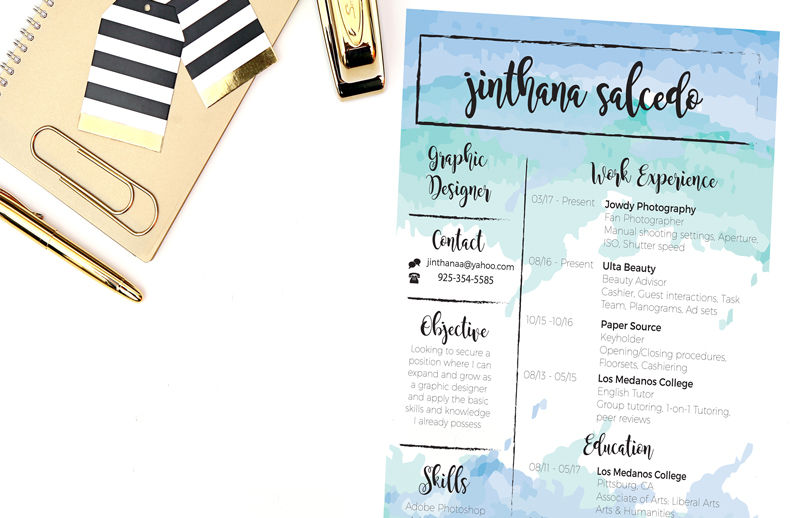 jinthana salcedo
Graphic
Designer
Contact
jinthanaa@yahoo.com
925-354-5585
Objective
Looking to secure a
position where I can
expand and grow as
a graphic designer
and apply the basic
skills and knowledge
I already possess
Skills
Adobe Photoshop
Work Experience
03/17 - Present
Jowdy Photography
Fan Photographer
Manual shooting settings, Aperture,
ISO, Shutter speed
08/16 - Present
Ulta Beauty
Beauty Advisor
Cashier, Guest interactions, Task
Team, Planograms, Ad sets
10/15 -10/16
Paper Source
Keyholder
Opening/Closing procedures,
Floorsets, Cashiering
08/13 - 05/15
Los Medanos College
English Tutor
Group tutoring, 1-on-1 Tutoring,
peer reviews
Education
08/11 - 05/17
Los Medanos College
Pittsburg, CA
Associate of Arts: Liberal Arts
Arts & Humanities